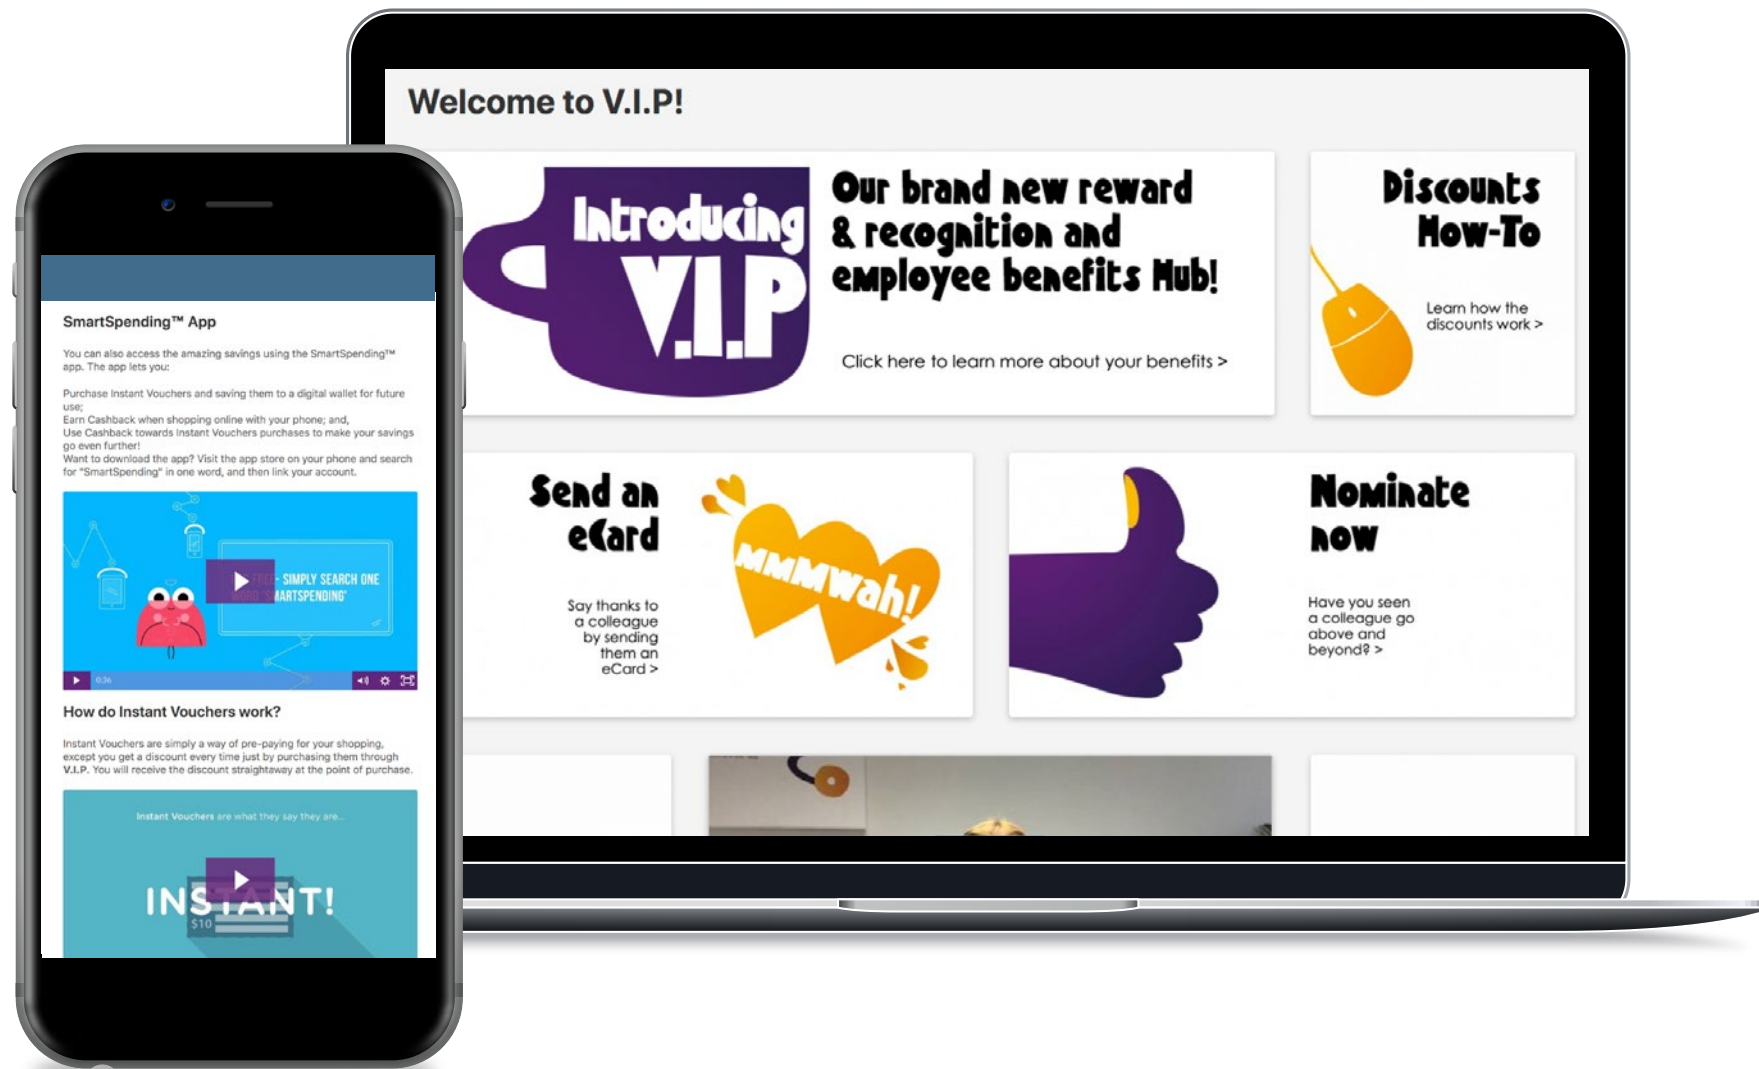 Welcome to V.I.P!
Introducing
V.I.P
Our brand new reward
& recognition and
employee benefits Hub!
Click here to learn more about your benefits >
Discounts
How-To
Learn how the
discounts work >
Send an
eCard
Say thanks to
a colleague
by sending
them an
eCard >
MMMWah!
Nominate
now
Have you seen
a colleague go
above and
beyond? >
SmartSpending™ App
You can also access the amazing savings using the SmartSpending™
app. The app lets you:
Purchase Instant Vouchers and saving them to a digital wallet for future
use;
Earn Cashback when shopping online with your phone; and,
Use Cashback towards Instant Vouchers purchases to make your savings
go even further!
Want to download the app? Visit the app store on your phone and search
for "SmartSpending" in one word, and then link your account.
FREE- SIMPLY SEARCH ONE
WORD "SMARTSPENDING"
0:36
How do Instant Vouchers work?
Instant Vouchers are simply a way of pre-paying for your shopping,
except you get a discount every time just by purchasing them through
V.I.P. You will receive the discount straightaway at the point of purchase.
Instant Vouchers are what they say they are...
INSTANT!
$10